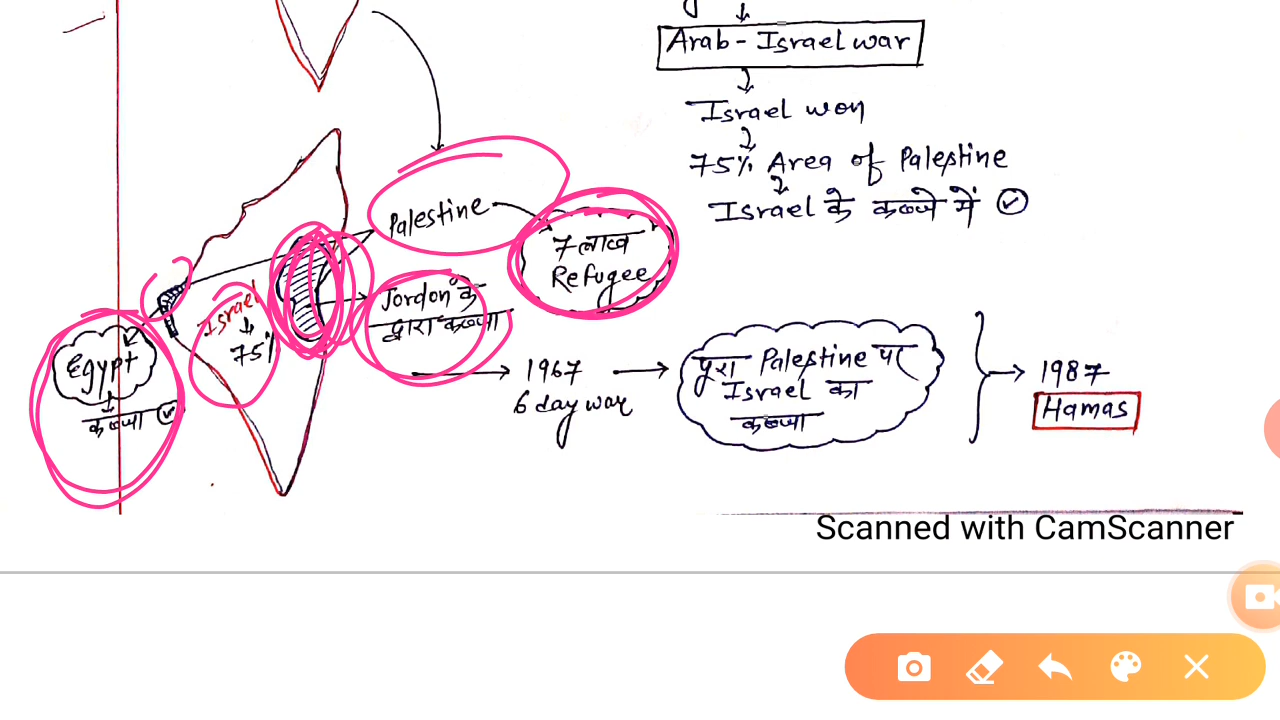 Arab - Israel war
Israel won
75% Area of Palestine
Israel के कब्जे में
Palestine
7 लाख
Refugee
Jordon के
द्वारा कब्जा
Israel
75%
Egypt
कब्जा
1967
6 day war
पूरा Palestine पर
Israel का
कब्जा
1987
Hamas
Scanned with CamScanner